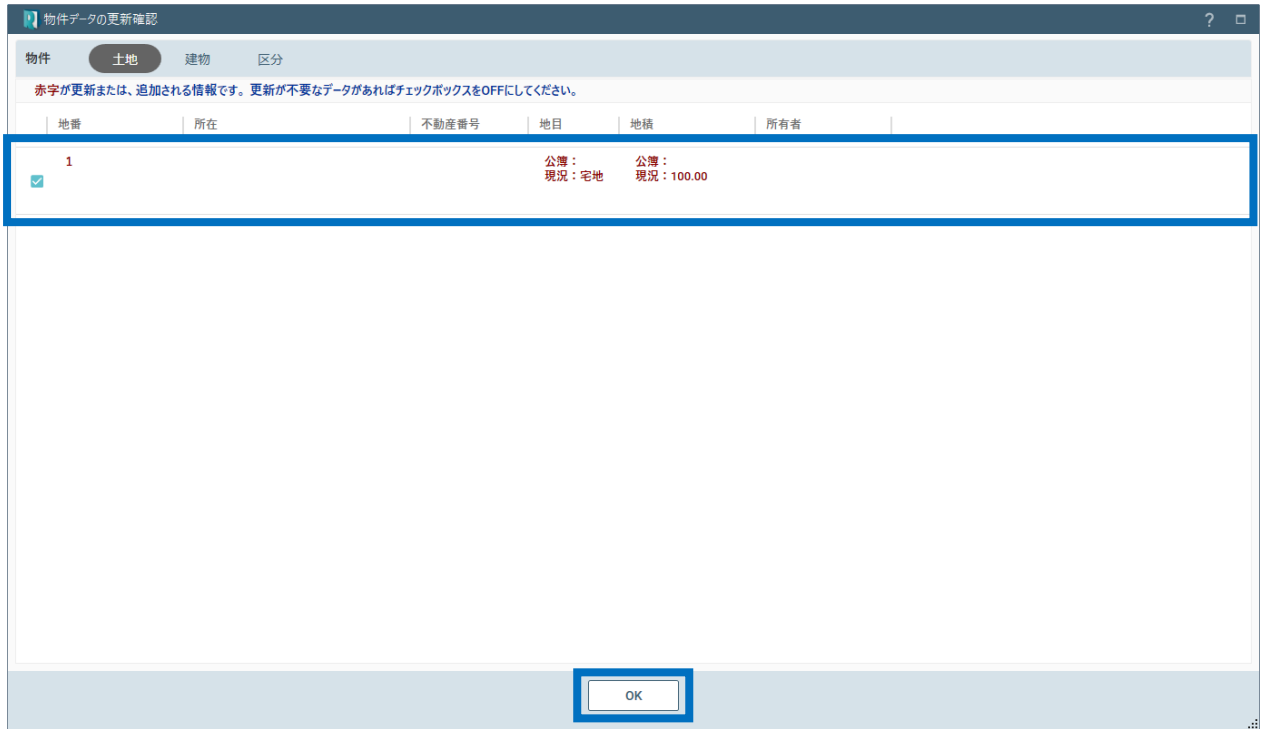 物件データの更新確認
物件 土地 建物 区分
赤字が更新または、追加される情報です。更新が不要なデータがあればチェックボックスをOFFにしてください。
地番 所在 不動産番号 地目 地積 所有者
1 公簿： 公簿：
現況：宅地 現況：100.00
OK